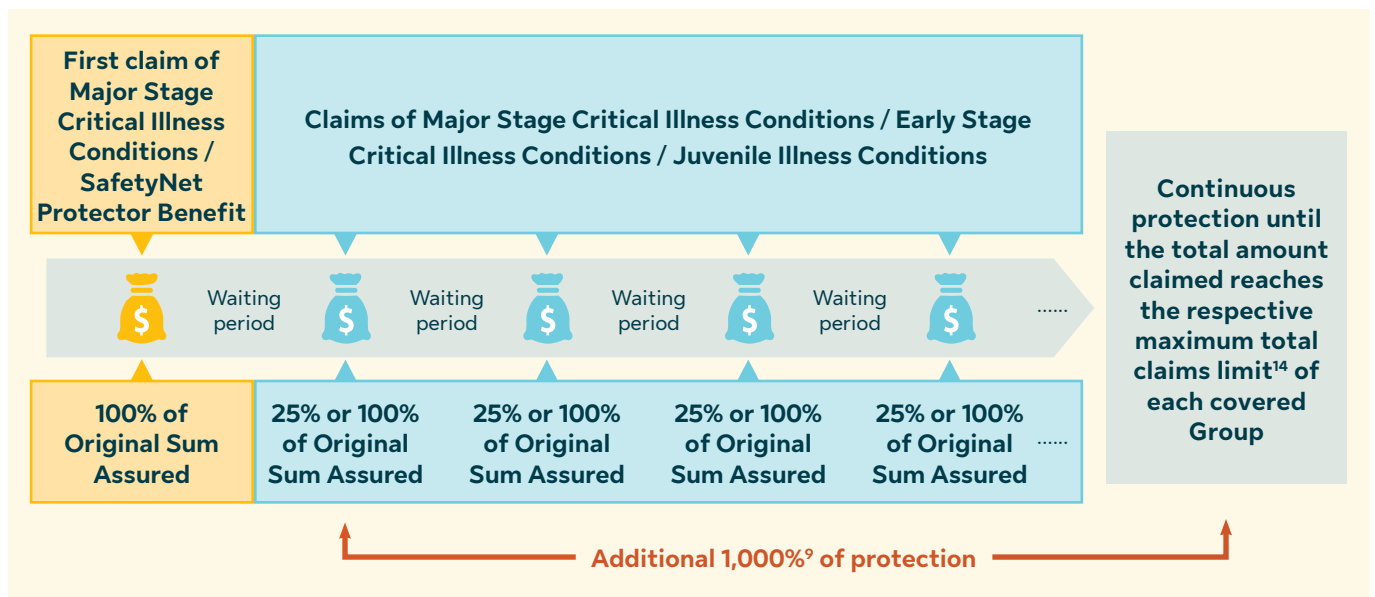 First claim of
Major Stage
Critical Illness
Conditions /
SafetyNet
Protector Benefit
Claims of Major Stage Critical Illness Conditions / Early Stage
Critical Illness Conditions / Juvenile Illness Conditions
$
Waiting
period
$
Waiting
period
$
Waiting
period
$
Waiting
period
$
......
100% of
Original Sum
Assured
25% or 100%
of Original
Sum Assured
25% or 100%
of Original
Sum Assured
25% or 100%
of Original
Sum Assured
25% or 100%
of Original
Sum Assured
......
Continuous
protection until
the total amount
claimed reaches
the respective
maximum total
claims limit¹⁴ of
each covered
Group
Additional 1,000%⁹ of protection